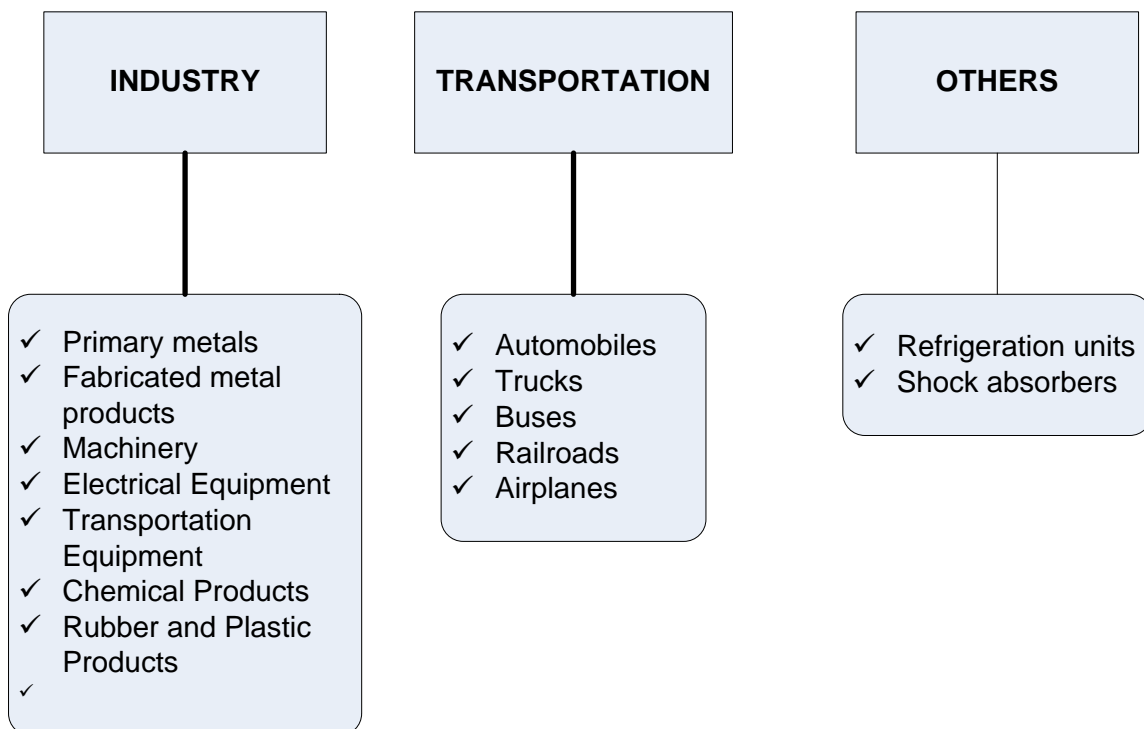 INDUSTRY
✓ Primary metals
✓ Fabricated metal
products
✓ Machinery
✓ Electrical Equipment
✓ Transportation
Equipment
✓ Chemical Products
✓ Rubber and Plastic
Products
✓
TRANSPORTATION
✓ Automobiles
✓ Trucks
✓ Buses
✓ Railroads
✓ Airplanes
OTHERS
✓ Refrigeration units
✓ Shock absorbers